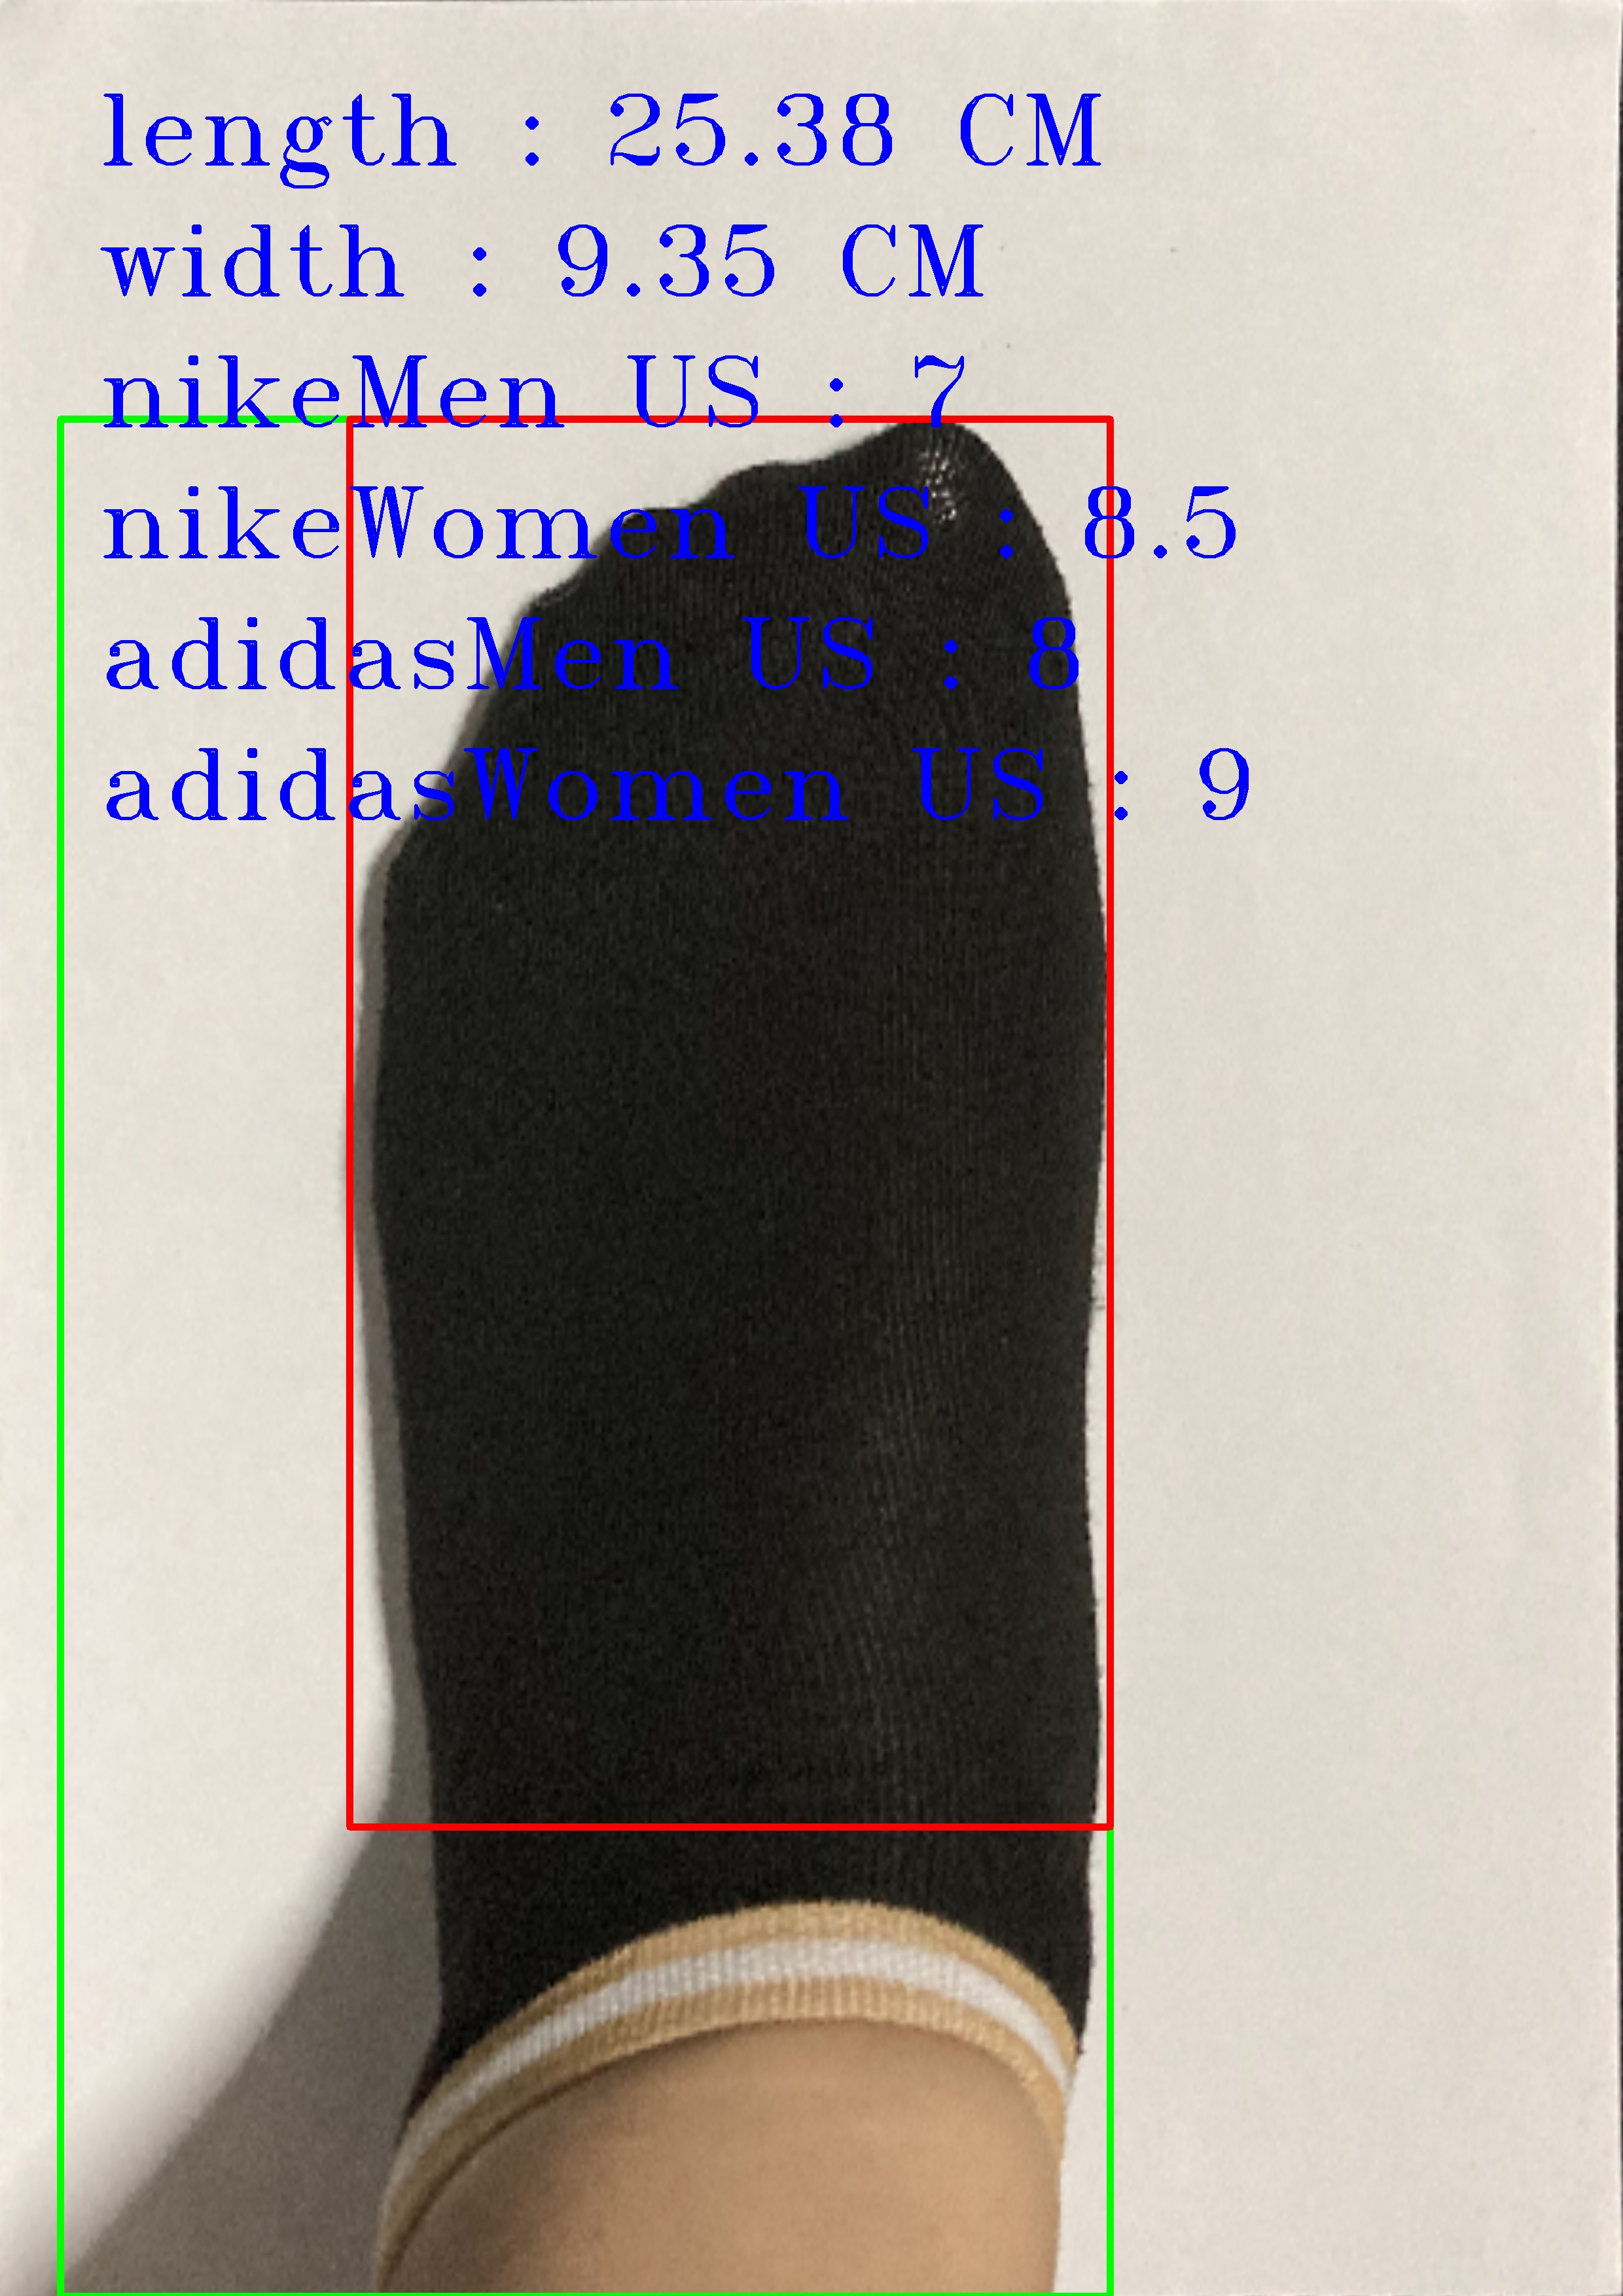 length : 25.38 CM
width : 9.35 CM
nikeMen US : 7
nikeWomen US : 8.5
adidasMen US : 8
adidasWomen US : 9